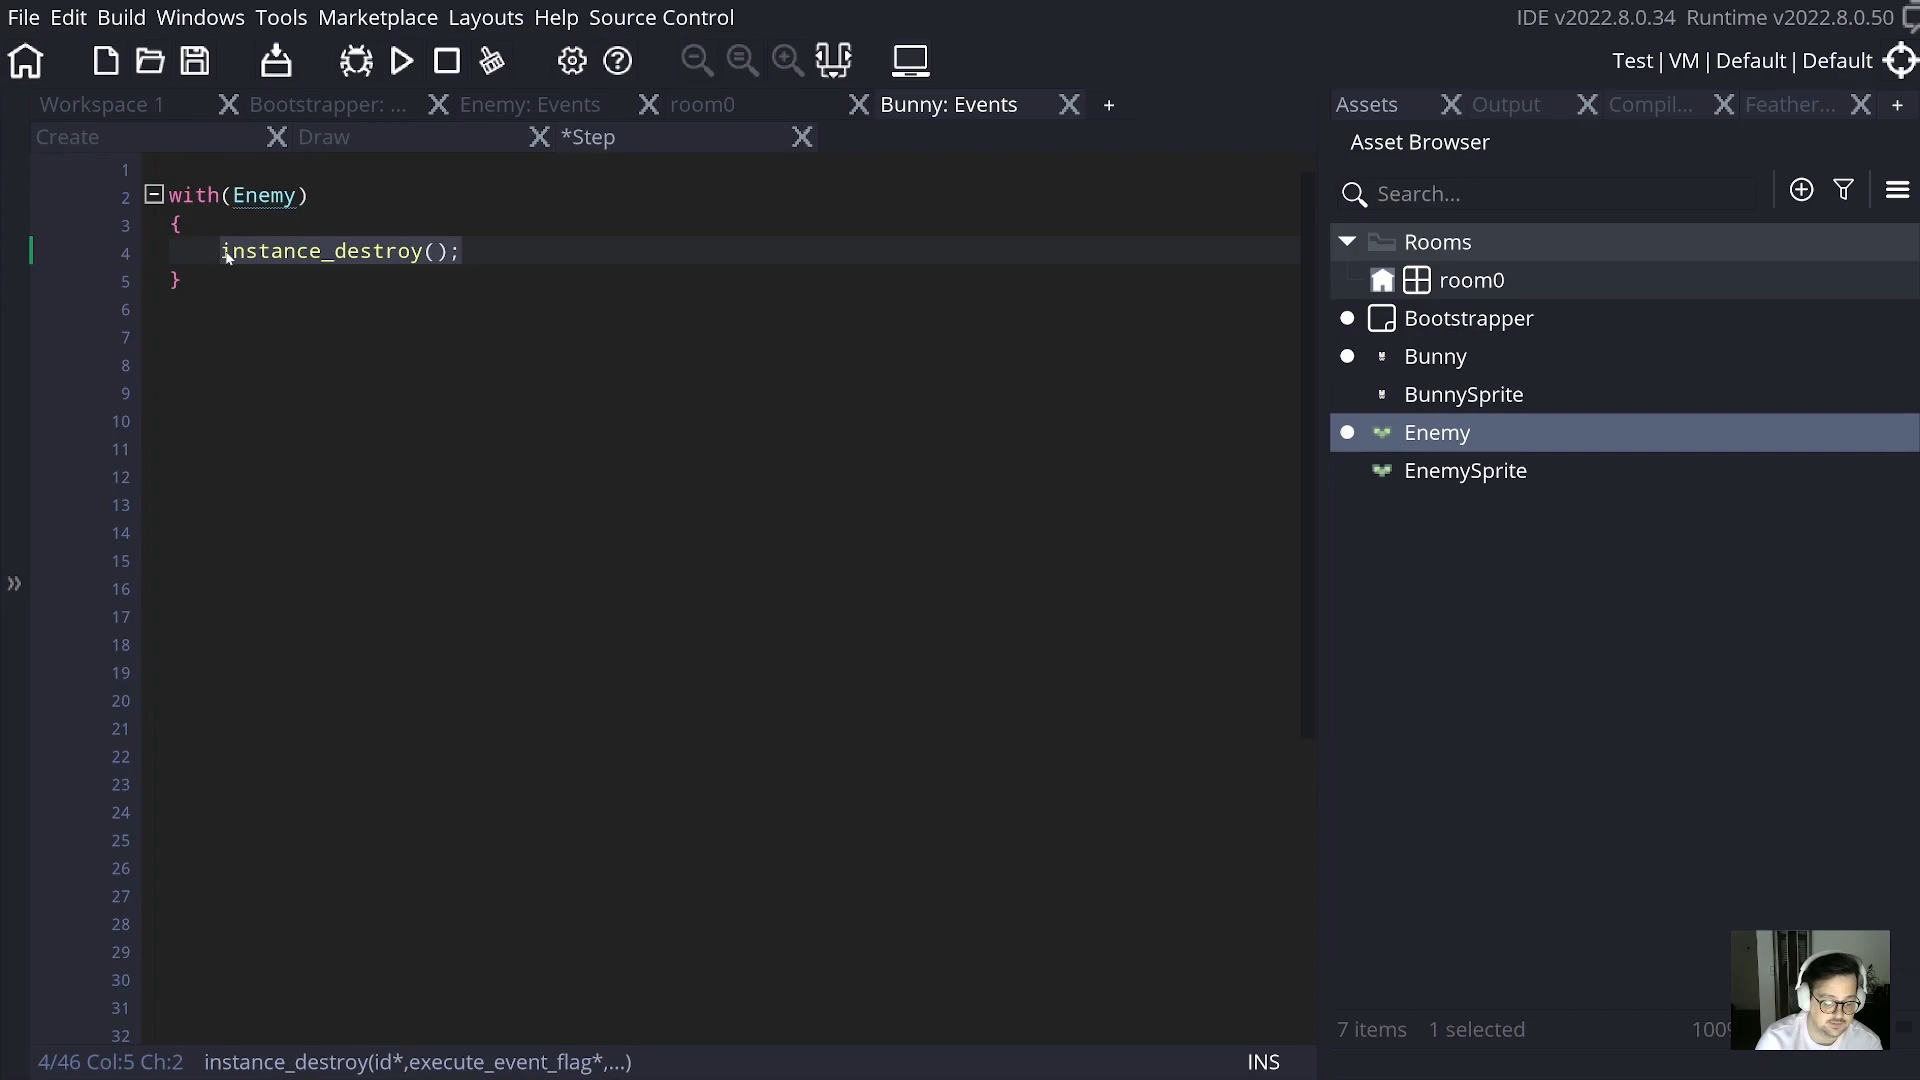 File Edit Build Windows Tools Marketplace Layouts Help Source Control
IDE v2022.8.0.34 Runtime v2022.8.0.50
Test | VM | Default | Default
Workspace 1
Bootstrapper: ...
Enemy: Events
room0
Bunny: Events
+
Assets
Output
Compil...
Feather...
+
Create
Draw
*Step
Asset Browser
Search...
1
2 with(Enemy)
3 {
4 instance_destroy();
5 }
6
7
8
9
10
11
12
13
14
15
16
17
18
19
20
21
22
23
24
25
26
27
28
29
30
31
32
Rooms
room0
Bootstrapper
Bunny
BunnySprite
Enemy
EnemySprite
7 items 1 selected
4/46 Col:5 Ch:2 instance_destroy(id*,execute_event_flag*,...)
INS